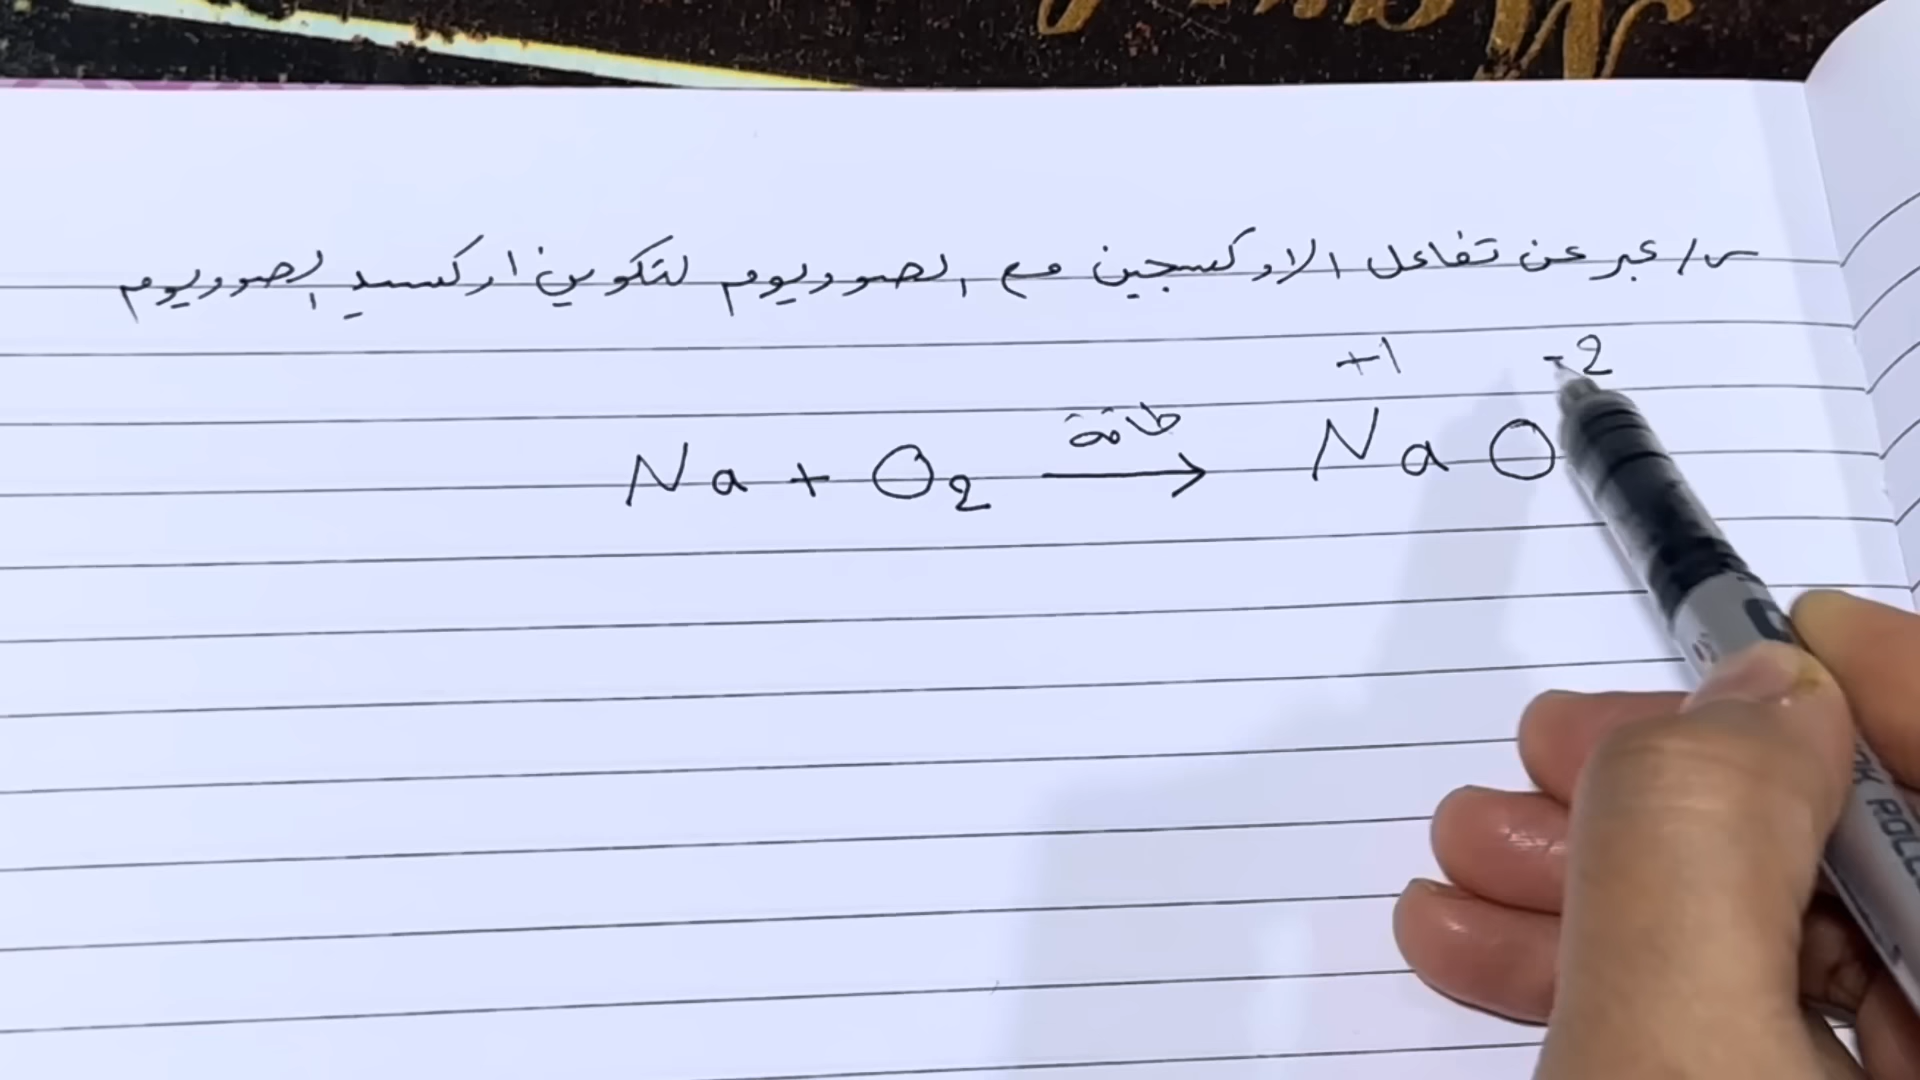 س/ عبر عن تفاعل الاوكسجين مع الصوديوم لتكوين اوكسيد الصوديوم
+1 -2
Na + O2 طاقة → Na O